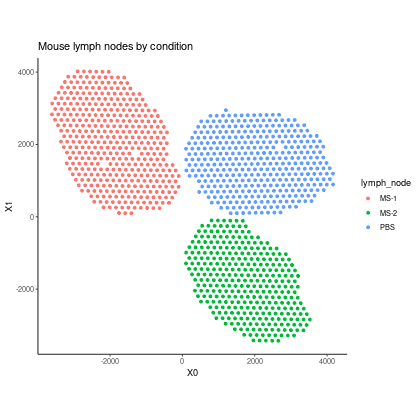 Mouse lymph nodes by condition
4000
2000
0
-2000
X1
-2000
0
2000
4000
X0
lymph_node
MS-1
MS-2
PBS